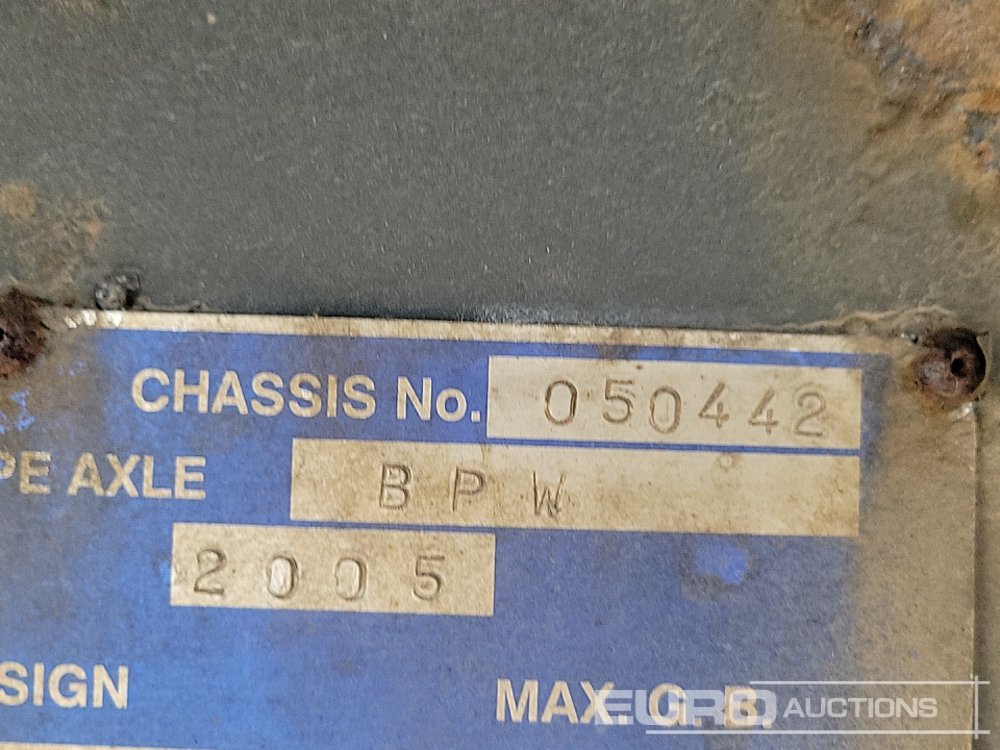 CHASSIS No. 050442
PE AXLE BPW
2005
SIGN MAX. G. B.
EURO AUCTIONS